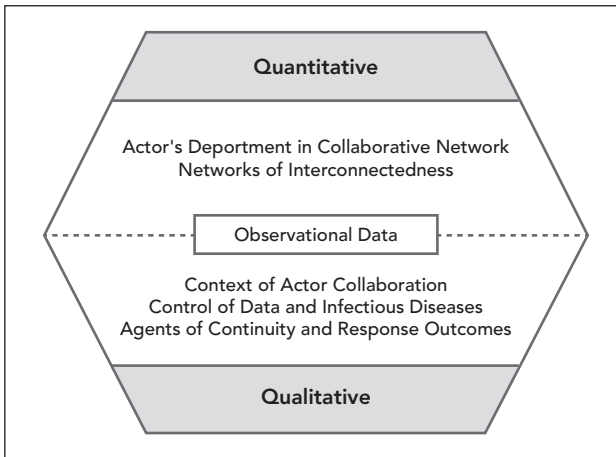 Quantitative
Actor's Deportment in Collaborative Network
Networks of Interconnectedness
Observational Data
Context of Actor Collaboration
Control of Data and Infectious Diseases
Agents of Continuity and Response Outcomes
Qualitative